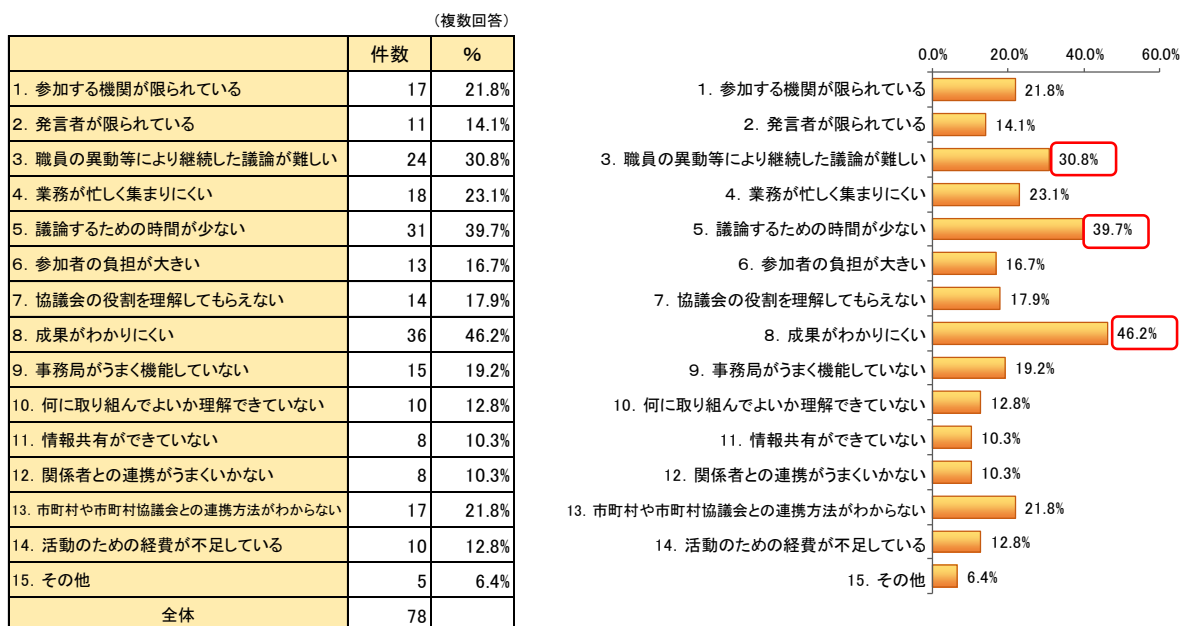 （複数回答）
件数 %
1．参加する機関が限られている 17 21.8%
2．発言者が限られている 11 14.1%
3．職員の異動等により継続した議論が難しい 24 30.8%
4．業務が忙しく集まりにくい 18 23.1%
5．議論するための時間が少ない 31 39.7%
6．参加者の負担が大きい 13 16.7%
7．協議会の役割を理解してもらえない 14 17.9%
8．成果がわかりにくい 36 46.2%
9．事務局がうまく機能していない 15 19.2%
10．何に取り組んでよいか理解できていない 10 12.8%
11．情報共有ができていない 8 10.3%
12．関係者との連携がうまくいかない 8 10.3%
13．市町村や市町村協議会との連携方法がわからない 17 21.8%
14．活動のための経費が不足している 10 12.8%
15．その他 5 6.4%
全体 78
0.0% 20.0% 40.0% 60.0%
1．参加する機関が限られている 21.8%
2．発言者が限られている 14.1%
3．職員の異動等により継続した議論が難しい 30.8%
4．業務が忙しく集まりにくい 23.1%
5．議論するための時間が少ない 39.7%
6．参加者の負担が大きい 16.7%
7．協議会の役割を理解してもらえない 17.9%
8．成果がわかりにくい 46.2%
9．事務局がうまく機能していない 19.2%
10．何に取り組んでよいか理解できていない 12.8%
11．情報共有ができていない 10.3%
12．関係者との連携がうまくいかない 10.3%
13．市町村や市町村協議会との連携方法がわからない 21.8%
14．活動のための経費が不足している 12.8%
15．その他 6.4%